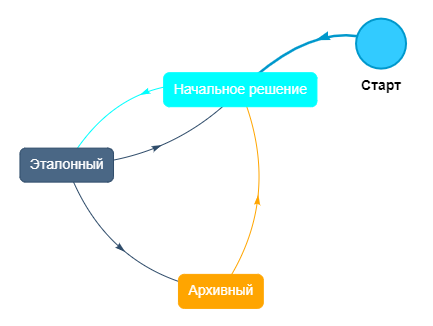 Начальное решение
Старт
Эталонный
Архивный